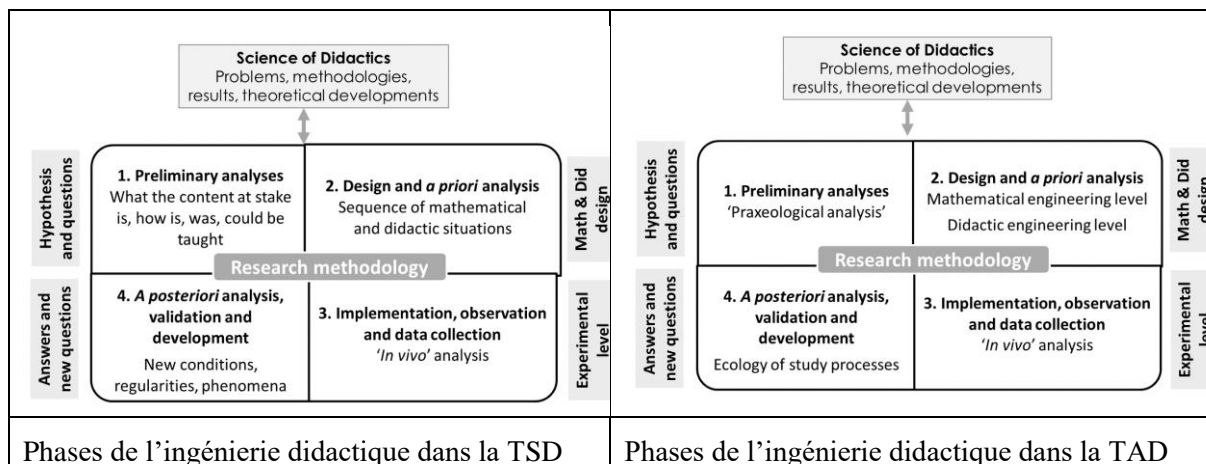 Science of Didactics
Problems, methodologies,
results, theoretical developments
Hypothesis
and questions
1. Preliminary analyses
What the content at stake
is, how is, was, could be
taught
2. Design and a priori analysis
Sequence of mathematical
and didactic situations
Math & Did
design
Research methodology
Answers and
new questions
4. A posteriori analysis,
validation and
development
New conditions,
regularities, phenomena
3. Implementation, observation
and data collection
‘In vivo’ analysis
Experimental
level
Phases de l’ingénierie didactique dans la TSD
Science of Didactics
Problems, methodologies,
results, theoretical developments
Hypothesis
and questions
1. Preliminary analyses
‘Praxeological analysis’
2. Design and a priori analysis
Mathematical engineering level
Didactic engineering level
Math & Did
design
Research methodology
Answers and
new questions
4. A posteriori analysis,
validation and
development
Ecology of study processes
3. Implementation, observation
and data collection
‘In vivo’ analysis
Experimental
level
Phases de l’ingénierie didactique dans la TAD